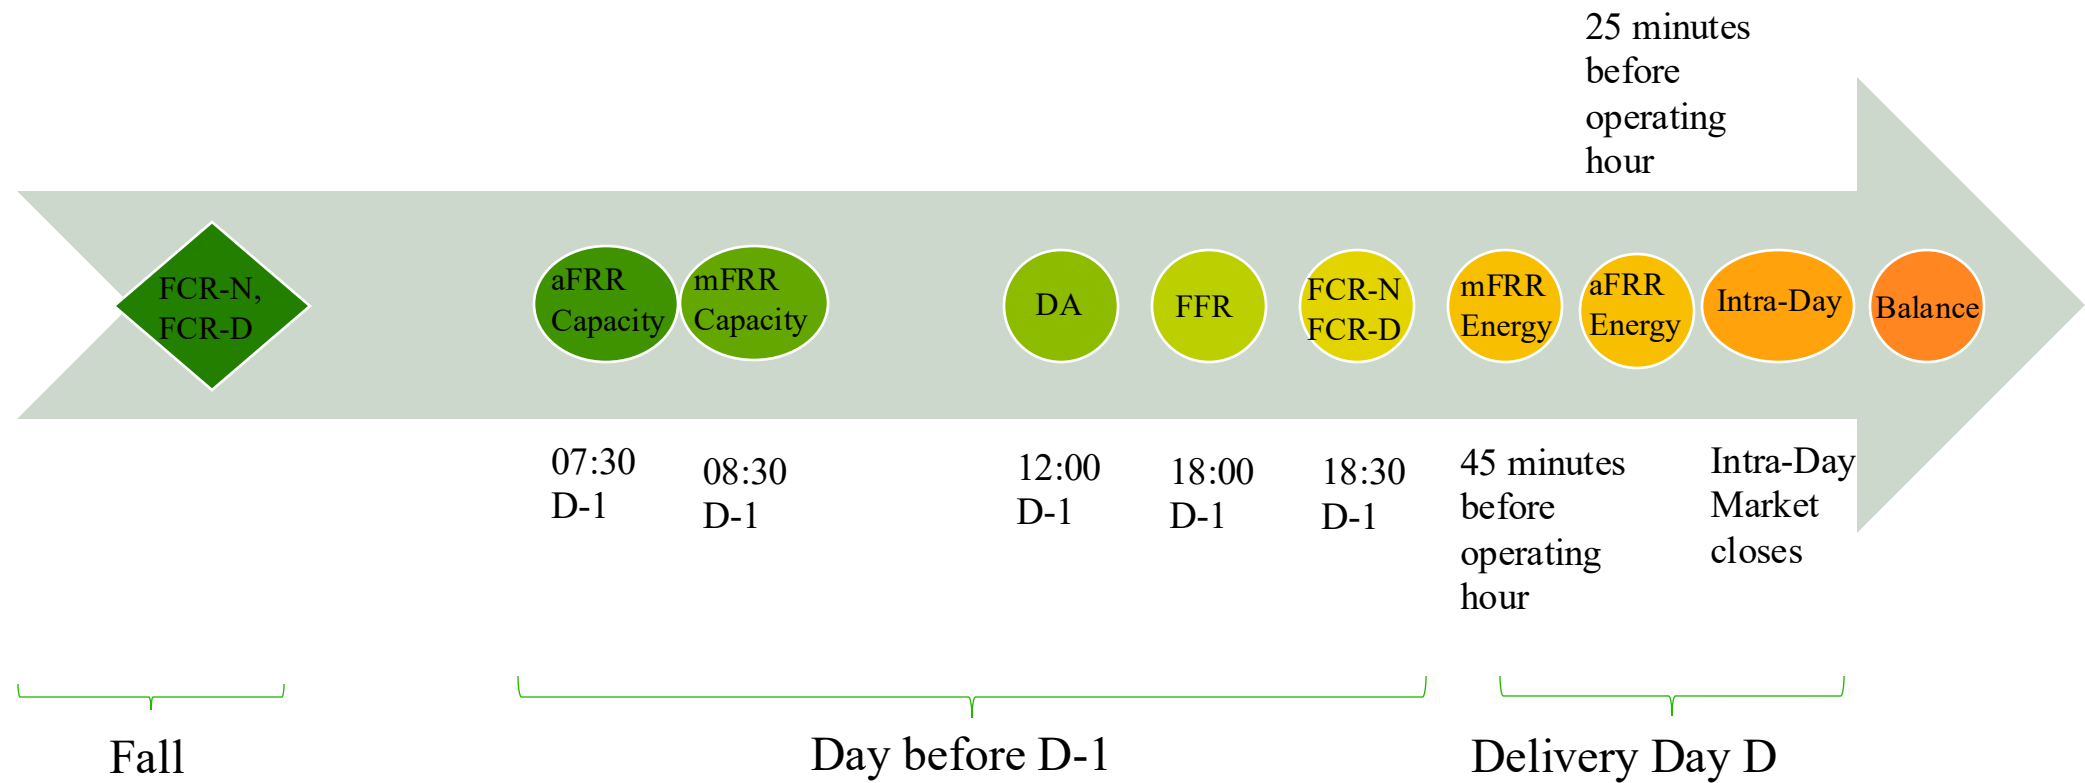 25 minutes
before
operating
hour
FCR-N,
FCR-D
aFRR
Capacity
mFRR
Capacity
DA
FFR
FCR-N
FCR-D
mFRR
Energy
aFRR
Energy
Intra-Day
Balance
07:30
D-1
08:30
D-1
12:00
D-1
18:00
D-1
18:30
D-1
45 minutes
before
operating
hour
Intra-Day
Market
closes
Fall
Day before D-1
Delivery Day D